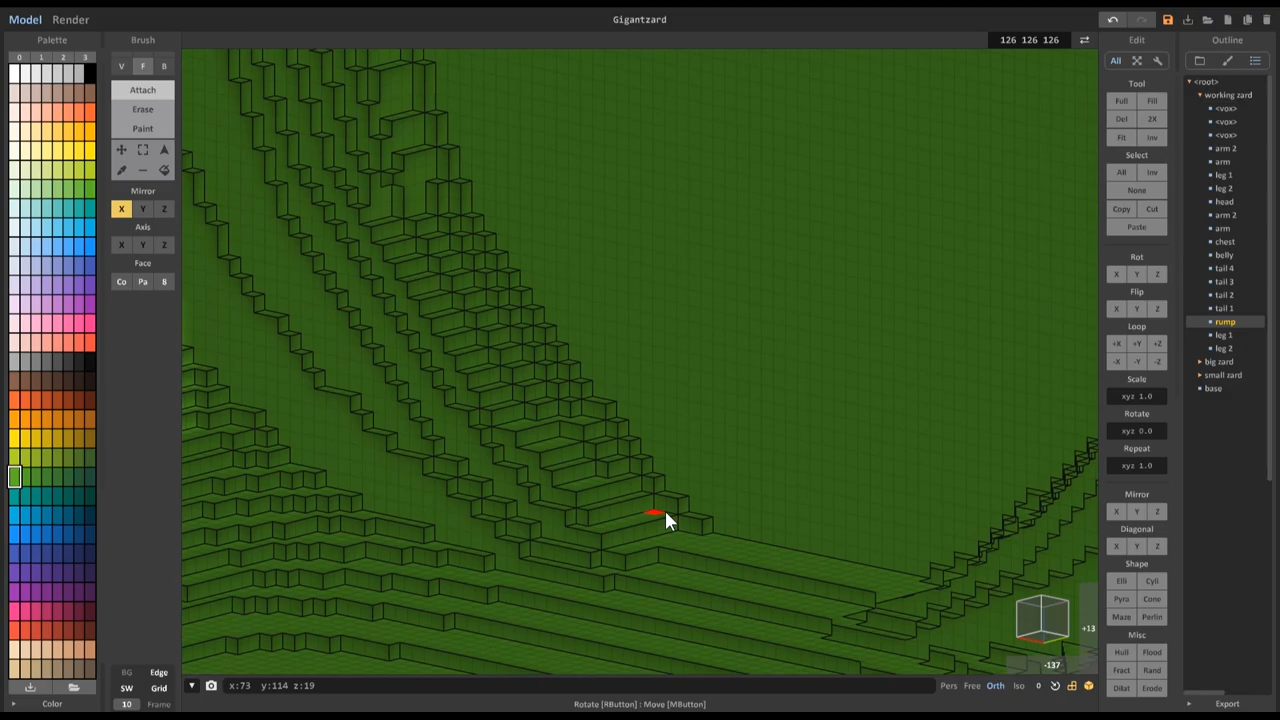 Model Render
Gigantzard
Palette
0 1 2 3
Color
Brush
V F B
Attach
Erase
Paint
Mirror
X Y Z
Axis
X Y Z
Face
Co Pa 8
BG Edge
SW Grid
10 Frame
126 126 126
+13
-137
x:73 y:114 z:19
Pers Free Orth Iso 0
Rotate [RButton] : Move [MButton]
Edit
All
Tool
Full Fill
Del 2X
Fit Inv
Select
All Inv
None
Copy Cut
Paste
Rot
X Y Z
Flip
X Y Z
Loop
+X +Y +Z
-X -Y -Z
Scale
xyz 1.0
Rotate
xyz 0.0
Repeat
xyz 1.0
Mirror
X Y Z
Diagonal
X Y Z
Shape
Elli Cyli
Pyra Cone
Maze Perlin
Misc
Hull Flood
Fract Rand
Dilat Erode
Outline
<root>
working zard
<vox>
<vox>
<vox>
arm 2
arm
leg 1
leg 2
head
arm 2
arm
chest
belly
tail 4
tail 3
tail 2
tail 1
rump
leg 1
leg 2
big zard
small zard
base
Export